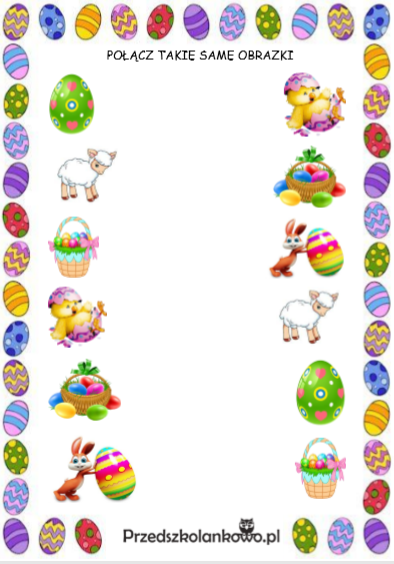 POŁĄCZ TAKIE SAME OBRAZKI
Przedszkolankowo.pl